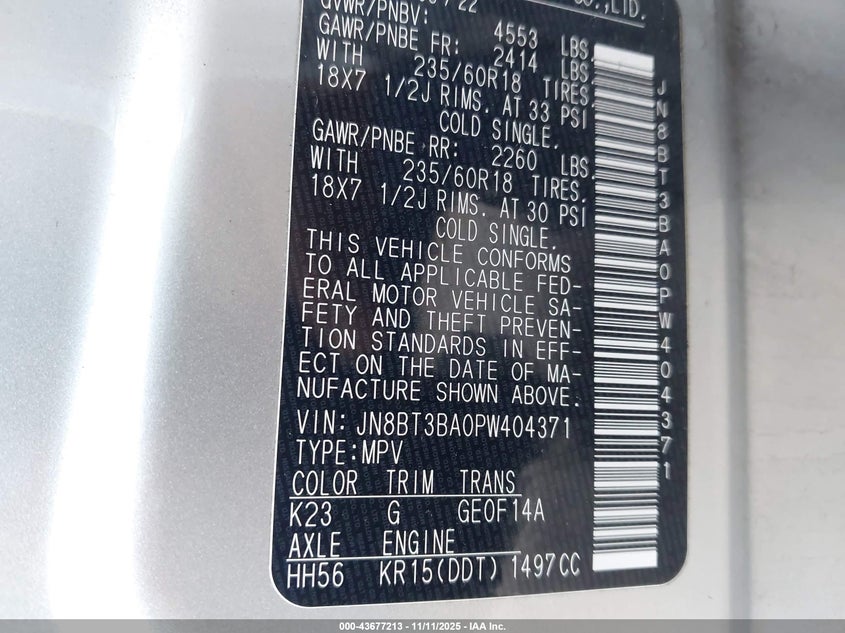 /22 CO.,LTD.
GVWR/PNBV: 4553 LBS
GAWR/PNBE FR: 2414 LBS
WITH 235/60R18 TIRES.
18X7 1/2J RIMS. AT 33 PSI
COLD SINGLE.
GAWR/PNBE RR: 2260 LBS.
WITH 235/60R18 TIRES.
18X7 1/2J RIMS. AT 30 PSI
COLD SINGLE.
THIS VEHICLE CONFORMS
TO ALL APPLICABLE FED-
ERAL MOTOR VEHICLE SA-
FETY AND THEFT PREVEN-
TION STANDARDS IN EFF-
ECT ON THE DATE OF MA-
NUFACTURE SHOWN ABOVE.
VIN: JN8BT3BA0PW404371
TYPE:MPV
COLOR TRIM TRANS
K23 G GE0F14A
AXLE ENGINE
HH56 KR15(DDT) 1497CC
JN8BT3BA0PW404371
000-43677213 - 11/11/2025 - IAA Inc.